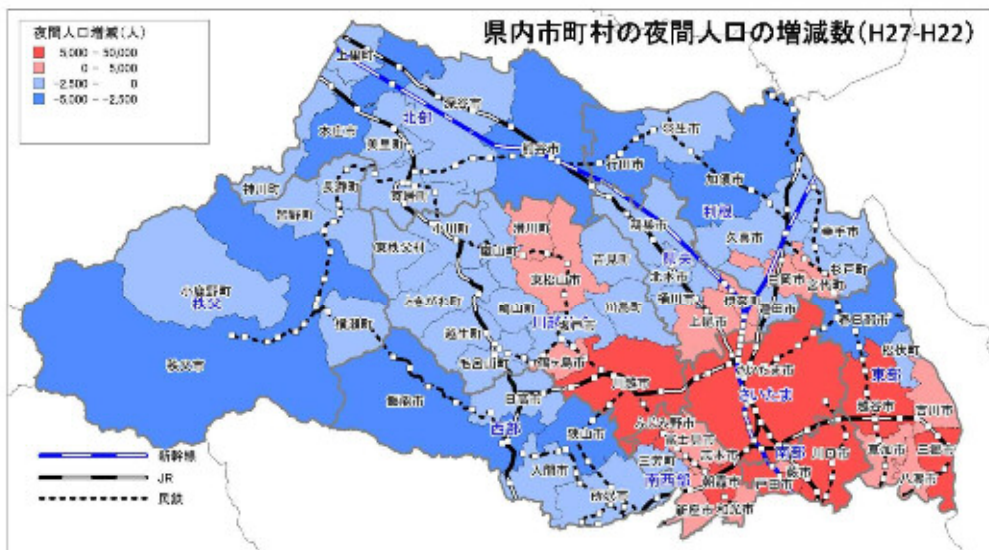 県内市町村の夜間人口の増減数(H27-H22)
夜間人口増減(人)
5,000 - 50,000
0 - 5,000
-2,500 - 0
-5,000 - -2,500
上里町
深谷市
北部
本庄市
美里町
熊谷市
羽生市
行田市
加須市
利根
神川町
長瀞町
寄居町
皆野町
小川町
滑川町
鴻巣市
久喜市
幸手市
東秩父村
嵐山町
吉見町
県央
北本市
東松山市
白岡市
杉戸町
宮代町
小鹿野町
秩父
ときがわ町
鳩山町
川島町
桶川市
伊奈町
蓮田市
横瀬町
越生町
坂戸市
上尾市
春日部市
毛呂山町
鶴ヶ島市
松伏町
秩父市
さいたま市
東部
飯能市
日高市
川越市
さいたま
越谷市
吉川市
西部
狭山市
ふじみ野市
富士見市
南部
川口市
草加市
三郷市
入間市
三芳町
志木市
蕨市
戸田市
八潮市
所沢市
南西部
朝霞市
新座市
和光市
新幹線
JR
民鉄